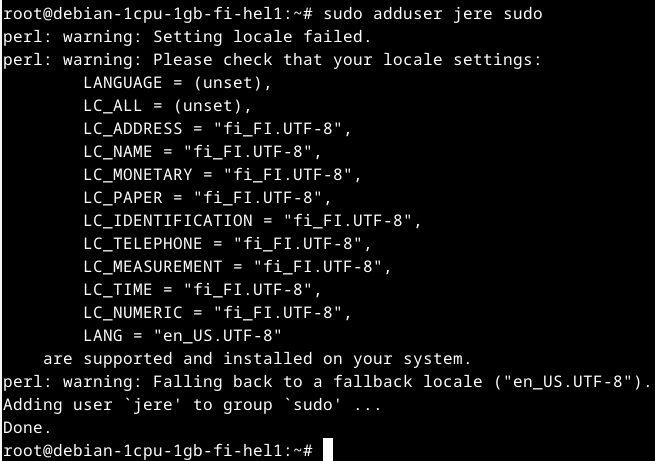 root@debian-1cpu-1gb-fi-hel1:~# sudo adduser jere sudo
perl: warning: Setting locale failed.
perl: warning: Please check that your locale settings:
        LANGUAGE = (unset),
        LC_ALL = (unset),
        LC_ADDRESS = "fi_FI.UTF-8",
        LC_NAME = "fi_FI.UTF-8",
        LC_MONETARY = "fi_FI.UTF-8",
        LC_PAPER = "fi_FI.UTF-8",
        LC_IDENTIFICATION = "fi_FI.UTF-8",
        LC_TELEPHONE = "fi_FI.UTF-8",
        LC_MEASUREMENT = "fi_FI.UTF-8",
        LC_TIME = "fi_FI.UTF-8",
        LC_NUMERIC = "fi_FI.UTF-8",
        LANG = "en_US.UTF-8"
    are supported and installed on your system.
perl: warning: Falling back to a fallback locale ("en_US.UTF-8").
Adding user `jere' to group `sudo' ...
Done.
root@debian-1cpu-1gb-fi-hel1:~#